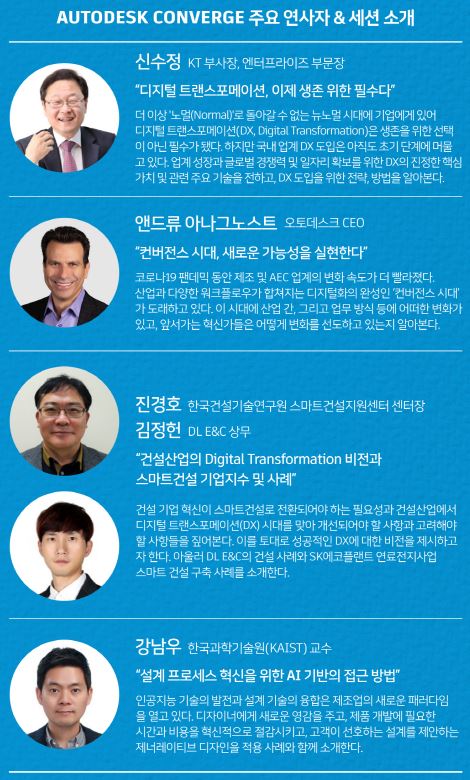 AUTODESK CONVERGE 주요 연사자 & 세션 소개
신수정 KT 부사장, 엔터프라이즈 부문장
“디지털 트랜스포메이션, 이제 생존 위한 필수다”
더 이상 '노멀(Normal)'로 돌아갈 수 없는 뉴노멀 시대에 기업에게 있어
디지털 트랜스포메이션(DX, Digital Transformation)은 생존을 위한 선택
이 아닌 필수가 됐다. 하지만 국내 업계 DX 도입은 아직도 초기 단계에 머물
고 있다. 업계 성장과 글로벌 경쟁력 및 일자리 확보를 위한 DX의 진정한 핵심
가치 및 관련 주요 기술을 전하고, DX 도입을 위한 전략, 방법을 알아본다.
앤드류 아나그노스트 오토데스크 CEO
“컨버전스 시대, 새로운 가능성을 실현한다”
코로나19 팬데믹 동안 제조 및 AEC 업계의 변화 속도가 더 빨라졌다.
산업과 다양한 워크플로우가 합쳐지는 디지털화의 완성인 '컨버전스 시대'
가 도래하고 있다. 이 시대에 산업 간, 그리고 업무 방식 등에 어떠한 변화가
있고, 앞서가는 혁신가들은 어떻게 변화를 선도하고 있는지 알아본다.
진경호 한국건설기술연구원 스마트건설지원센터 센터장
김정헌 DL E&C 상무
“건설산업의 Digital Transformation 비전과
스마트건설 기업지수 및 사례”
건설 기업 혁신이 스마트건설로 전환되어야 하는 필요성과 건설산업에서
디지털 트랜스포메이션(DX) 시대를 맞아 개선되어야 할 사항과 고려해야
할 사항들을 짚어본다. 이를 토대로 성공적인 DX에 대한 비전을 제시하고
자 한다. 아울러 DL E&C의 건설 사례와 SK에코플랜트 연료전지사업
스마트 건설 구축 사례를 소개한다.
강남우 한국과학기술원(KAIST) 교수
“설계 프로세스 혁신을 위한 AI 기반의 접근 방법”
인공지능 기술의 발전과 설계 기술의 융합은 제조업의 새로운 패러다임
을 열고 있다. 디자이너에게 새로운 영감을 주고, 제품 개발에 필요한
시간과 비용을 혁신적으로 절감시키고, 고객이 선호하는 설계를 제안하는
제너레이티브 디자인을 적용 사례와 함께 소개한다.